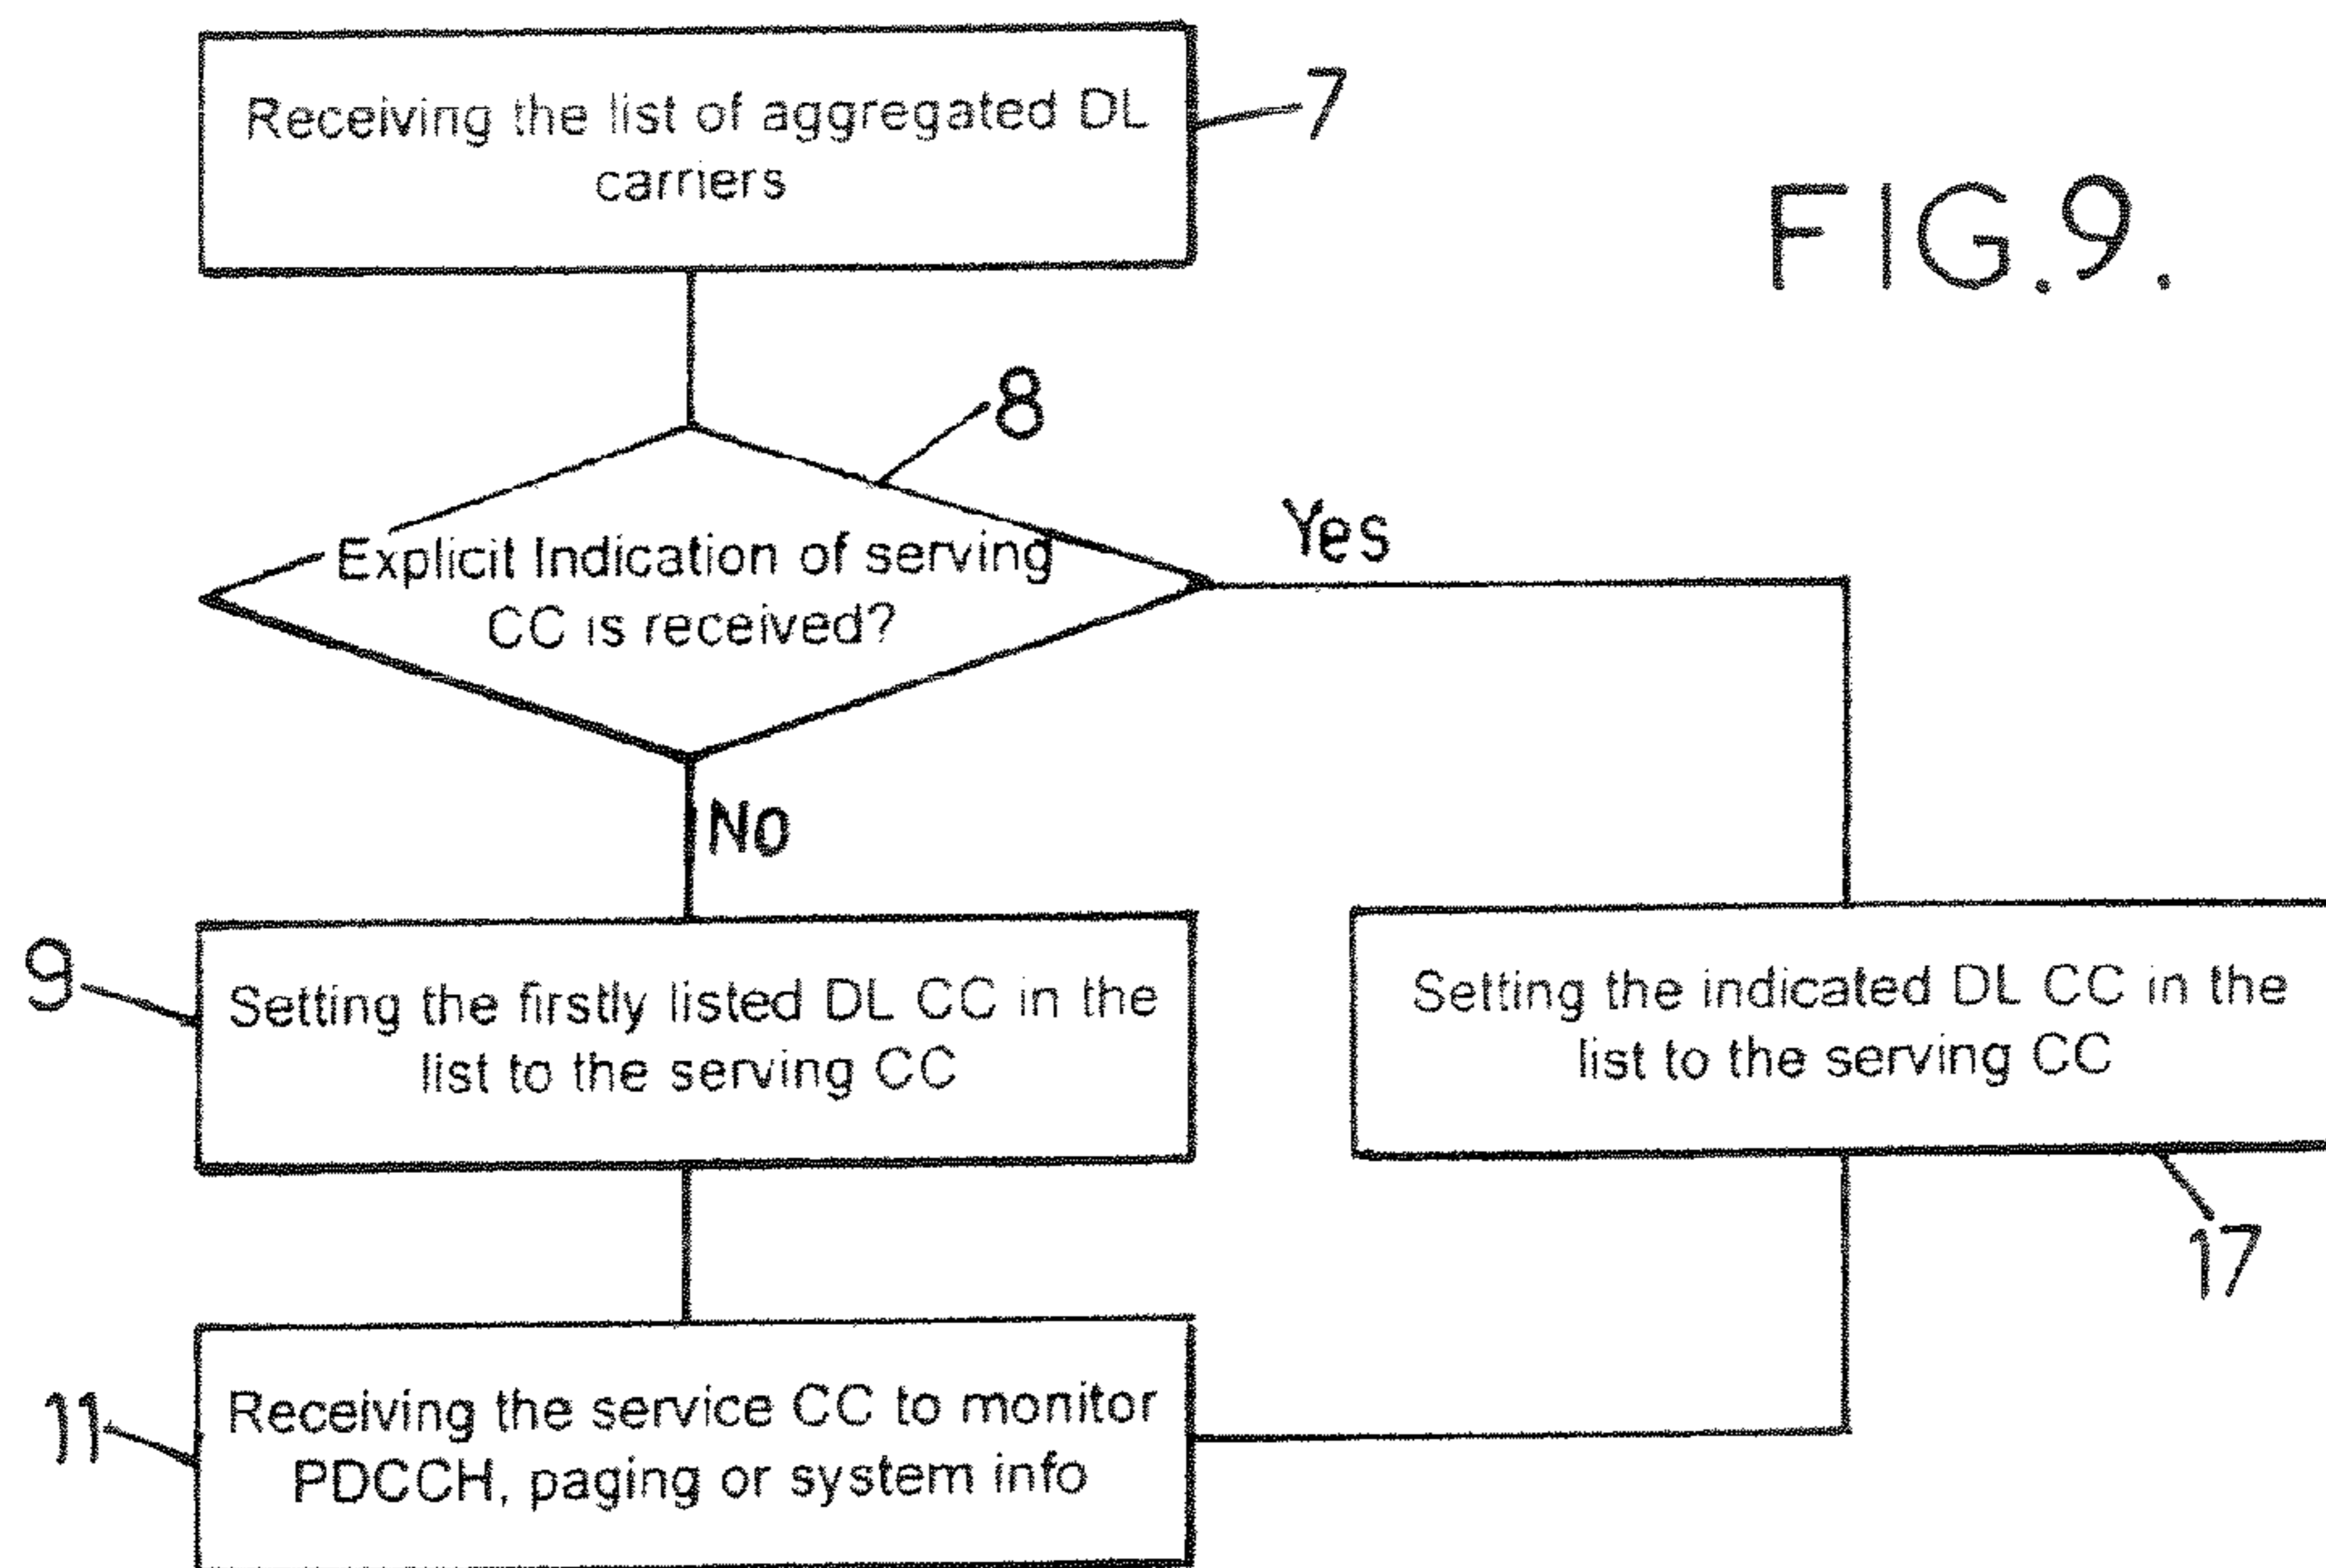 Receiving the list of aggregated DL
carriers
7
FIG.9.
8
Explicit Indication of serving
CC is received?
Yes
No
9
Setting the firstly listed DL CC in the
list to the serving CC
Setting the indicated DL CC in the
list to the serving CC
17
11
Receiving the service CC to monitor
PDCCH, paging or system info